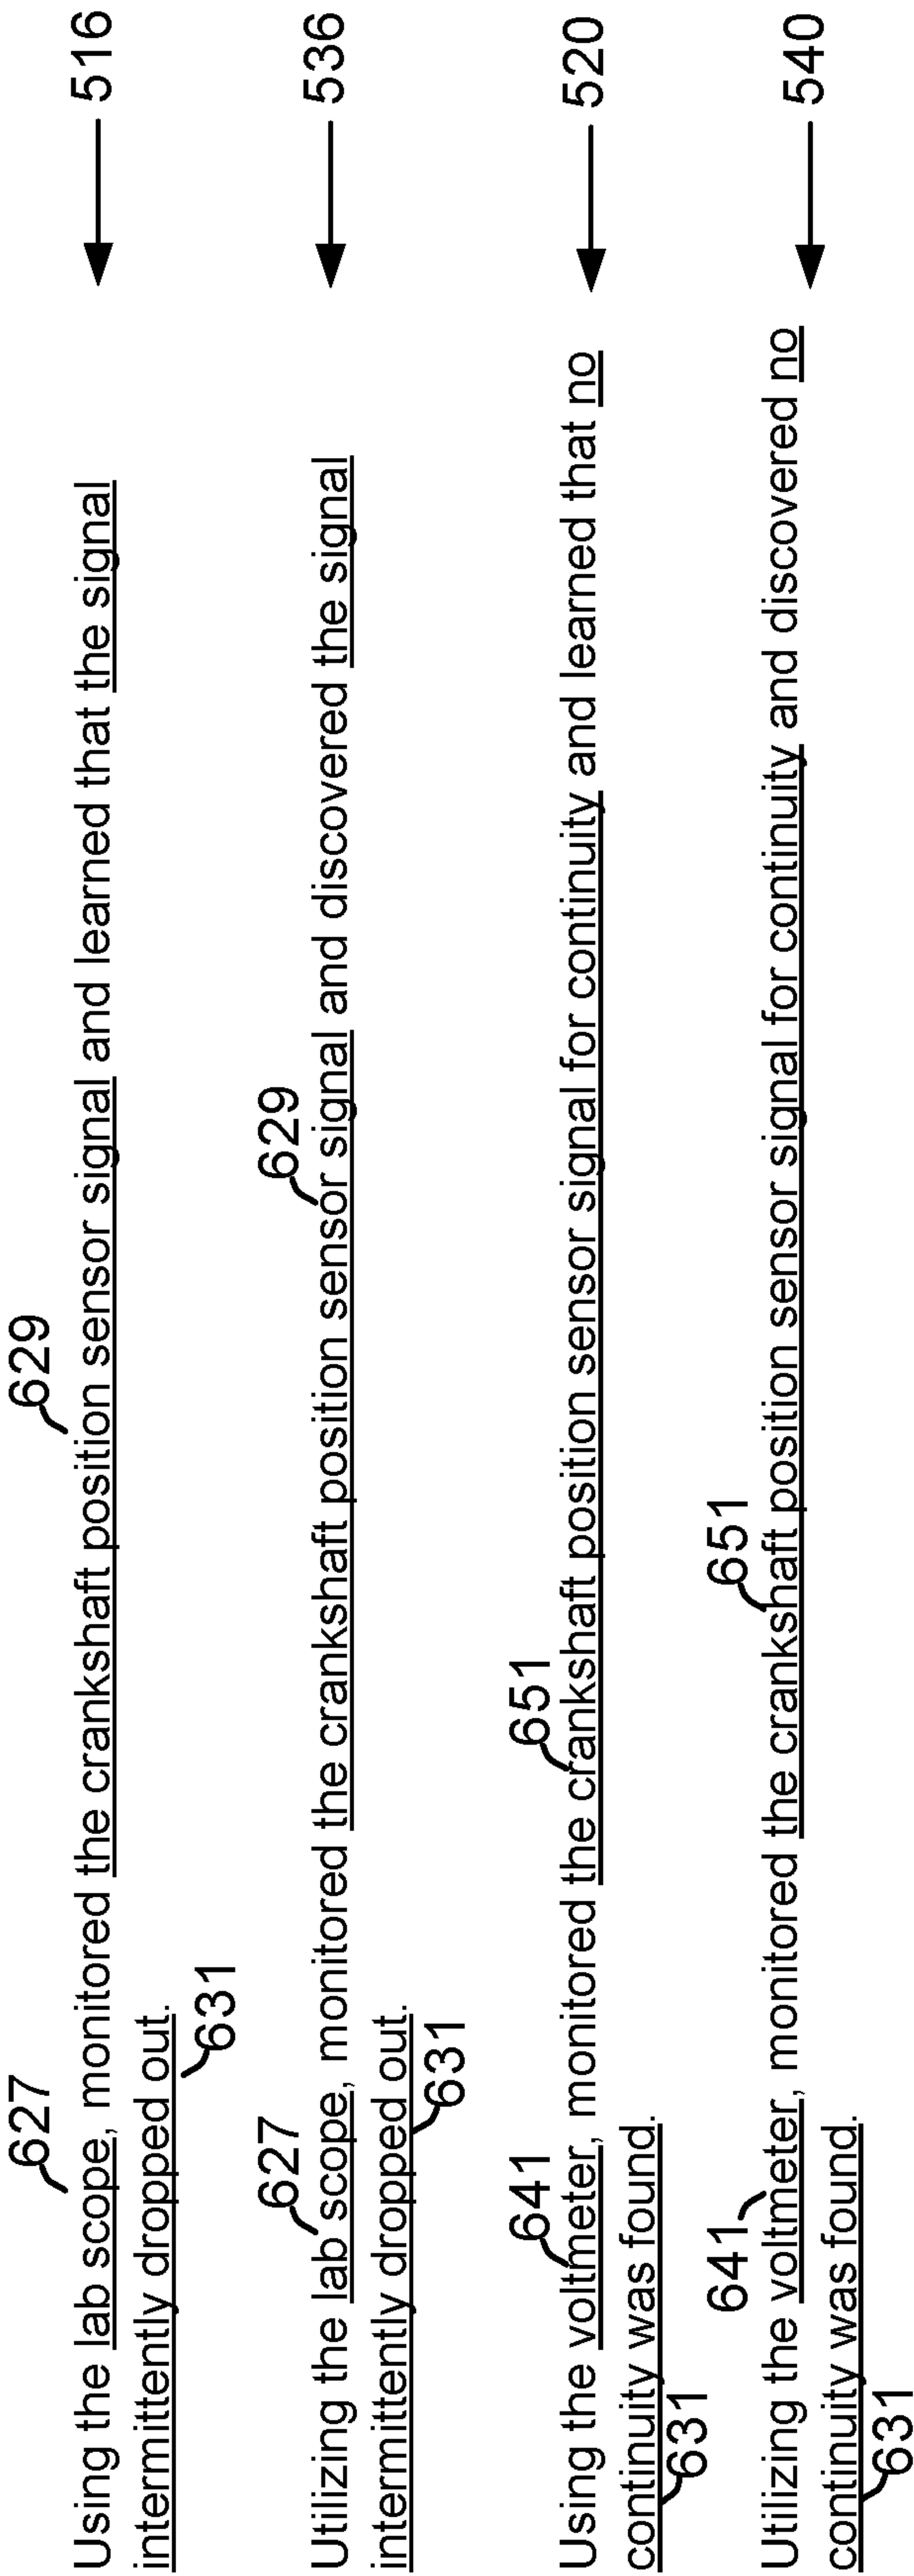 627
629
Using the lab scope, monitored the crankshaft position sensor signal and learned that the signal
516
intermittently dropped out.
631
627
629
Utilizing the lab scope, monitored the crankshaft position sensor signal and discovered the signal
536
intermittently dropped out.
631
641
651
Using the voltmeter, monitored the crankshaft position sensor signal for continuity and learned that no
520
continuity was found.
631
641
651
Utilizing the voltmeter, monitored the crankshaft position sensor signal for continuity and discovered no
540
continuity was found.
631